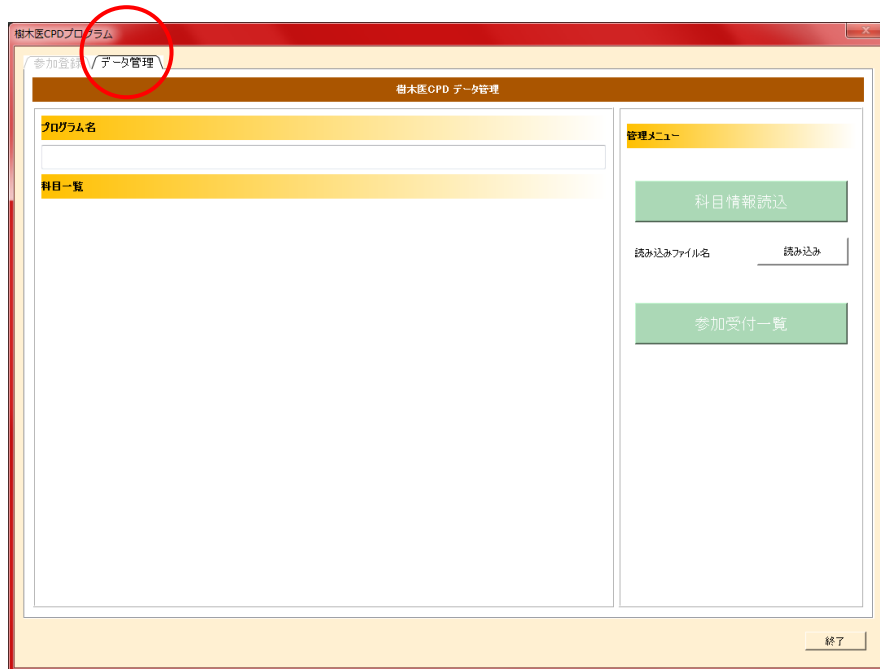 樹木医CPDプログラム
参加登録
データ管理
樹木医CPD データ管理
プログラム名
科目一覧
管理メニュー
科目情報読込
読み込みファイル名
読み込み
参加受付一覧
終了